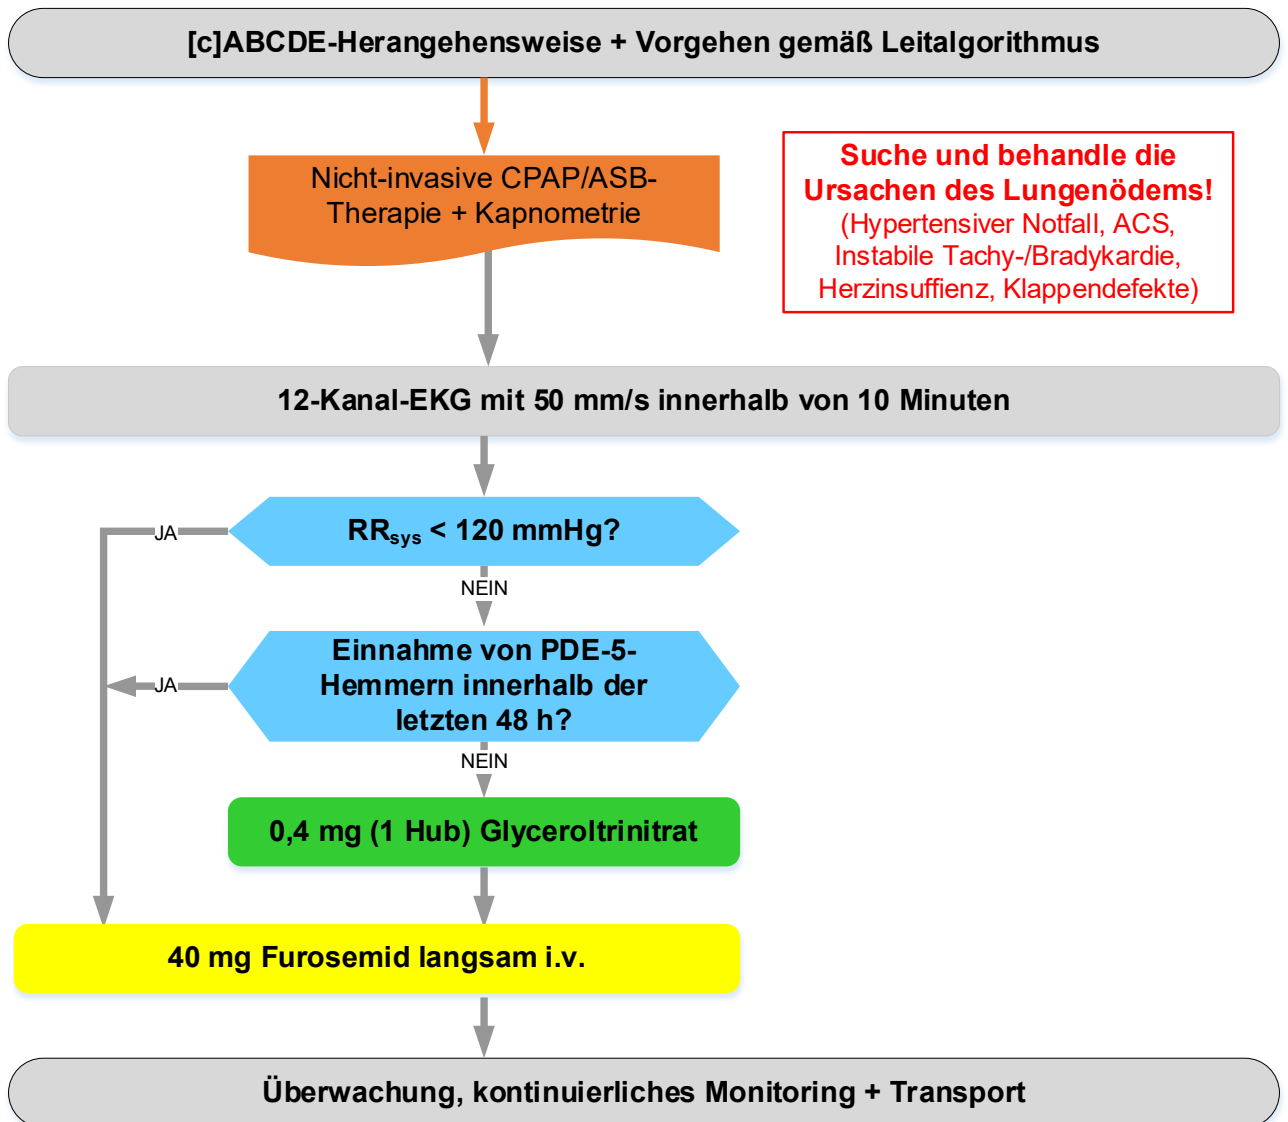 [c]ABCDE-Herangehensweise + Vorgehen gemäß Leitalgorithmus
Nicht-invasive CPAP/ASB-
Therapie + Kapnometrie
Suche und behandle die
Ursachen des Lungenödems!
(Hypertensiver Notfall, ACS,
Instabile Tachy-/Bradykardie,
Herzinsuffienz, Klappendefekte)
12-Kanal-EKG mit 50 mm/s innerhalb von 10 Minuten
JA
RRsys < 120 mmHg?
NEIN
JA
Einnahme von PDE-5-
Hemmern innerhalb der
letzten 48 h?
NEIN
0,4 mg (1 Hub) Glyceroltrinitrat
40 mg Furosemid langsam i.v.
Überwachung, kontinuierliches Monitoring + Transport